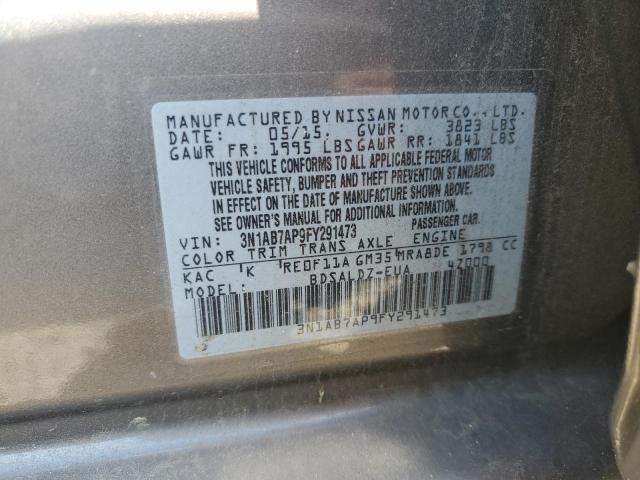 MANUFACTURED BY NISSAN MOTOR CO., LTD.
DATE: 05/15. GVWR: 3823 LBS
GAWR FR: 1995 LBS GAWR RR: 1841 LBS
THIS VEHICLE CONFORMS TO ALL APPLICABLE FEDERAL MOTOR
VEHICLE SAFETY, BUMPER AND THEFT PREVENTION STANDARDS
IN EFFECT ON THE DATE OF MANUFACTURE SHOWN ABOVE.
SEE OWNER'S MANUAL FOR ADDITIONAL INFORMATION.
VIN: 3N1AB7AP9FY291473 PASSENGER CAR.
COLOR TRIM TRANS AXLE ENGINE
KAC K RE0F11A GM35 MRA8DE 1798 CC
MODEL: BDSALDZ-EUA 4Z000
3N1AB7AP9FY291473